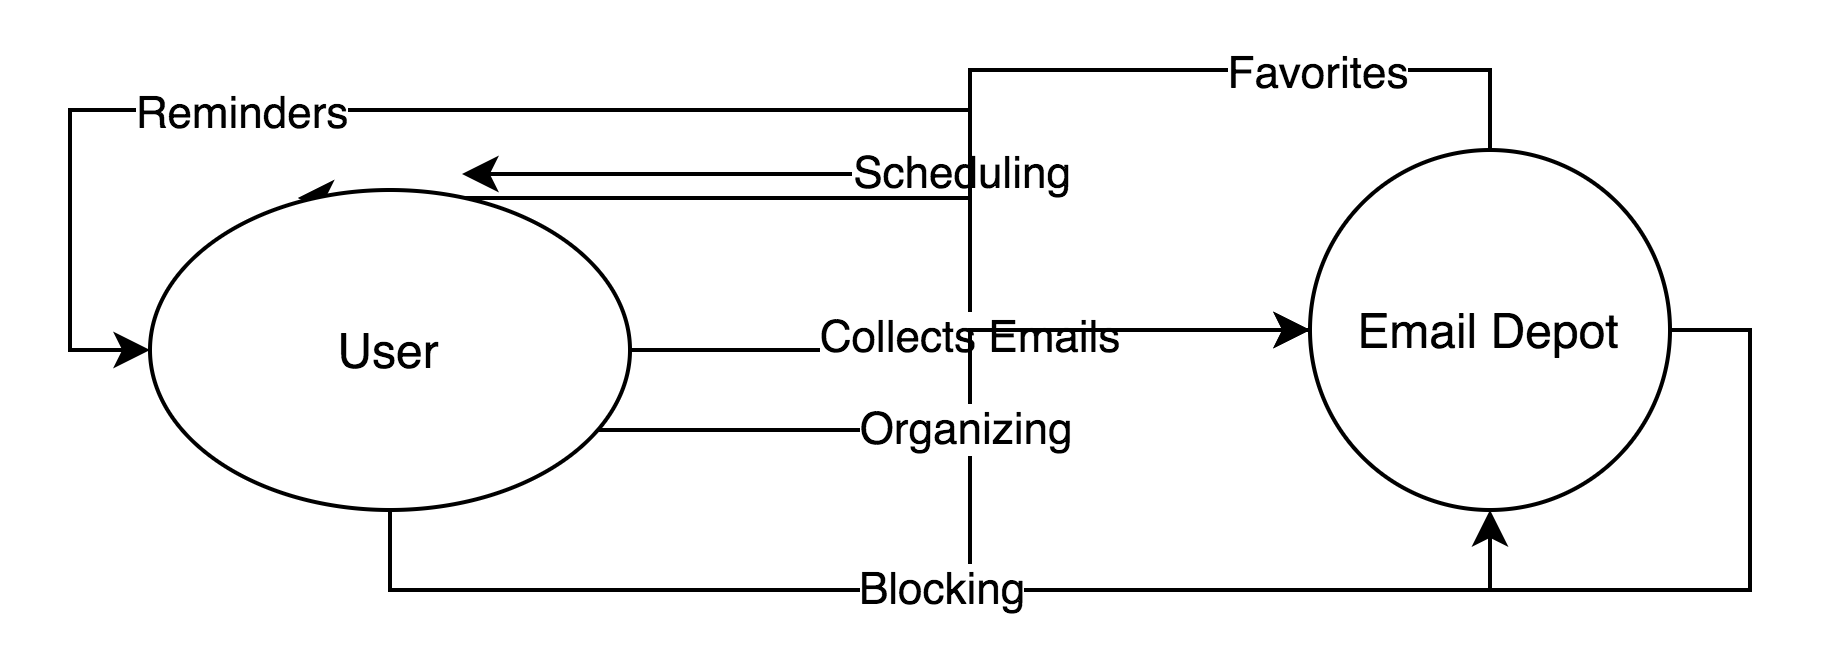 Favorites
Reminders
Scheduling
User
Collects Emails
Email Depot
Organizing
Blocking